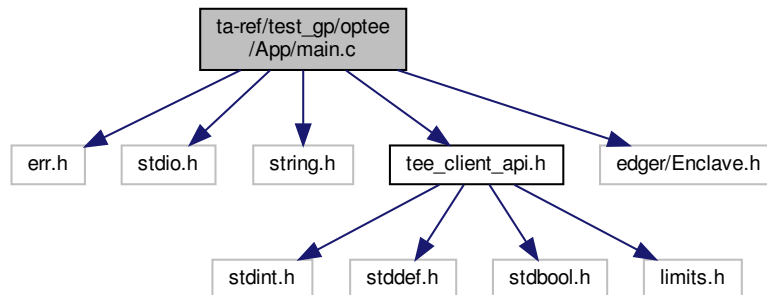 ta-ref/test_gp/optee
/App/main.c
err.h
stdio.h
string.h
tee_client_api.h
edger/Enclave.h
stdint.h
stddef.h
stdbool.h
limits.h